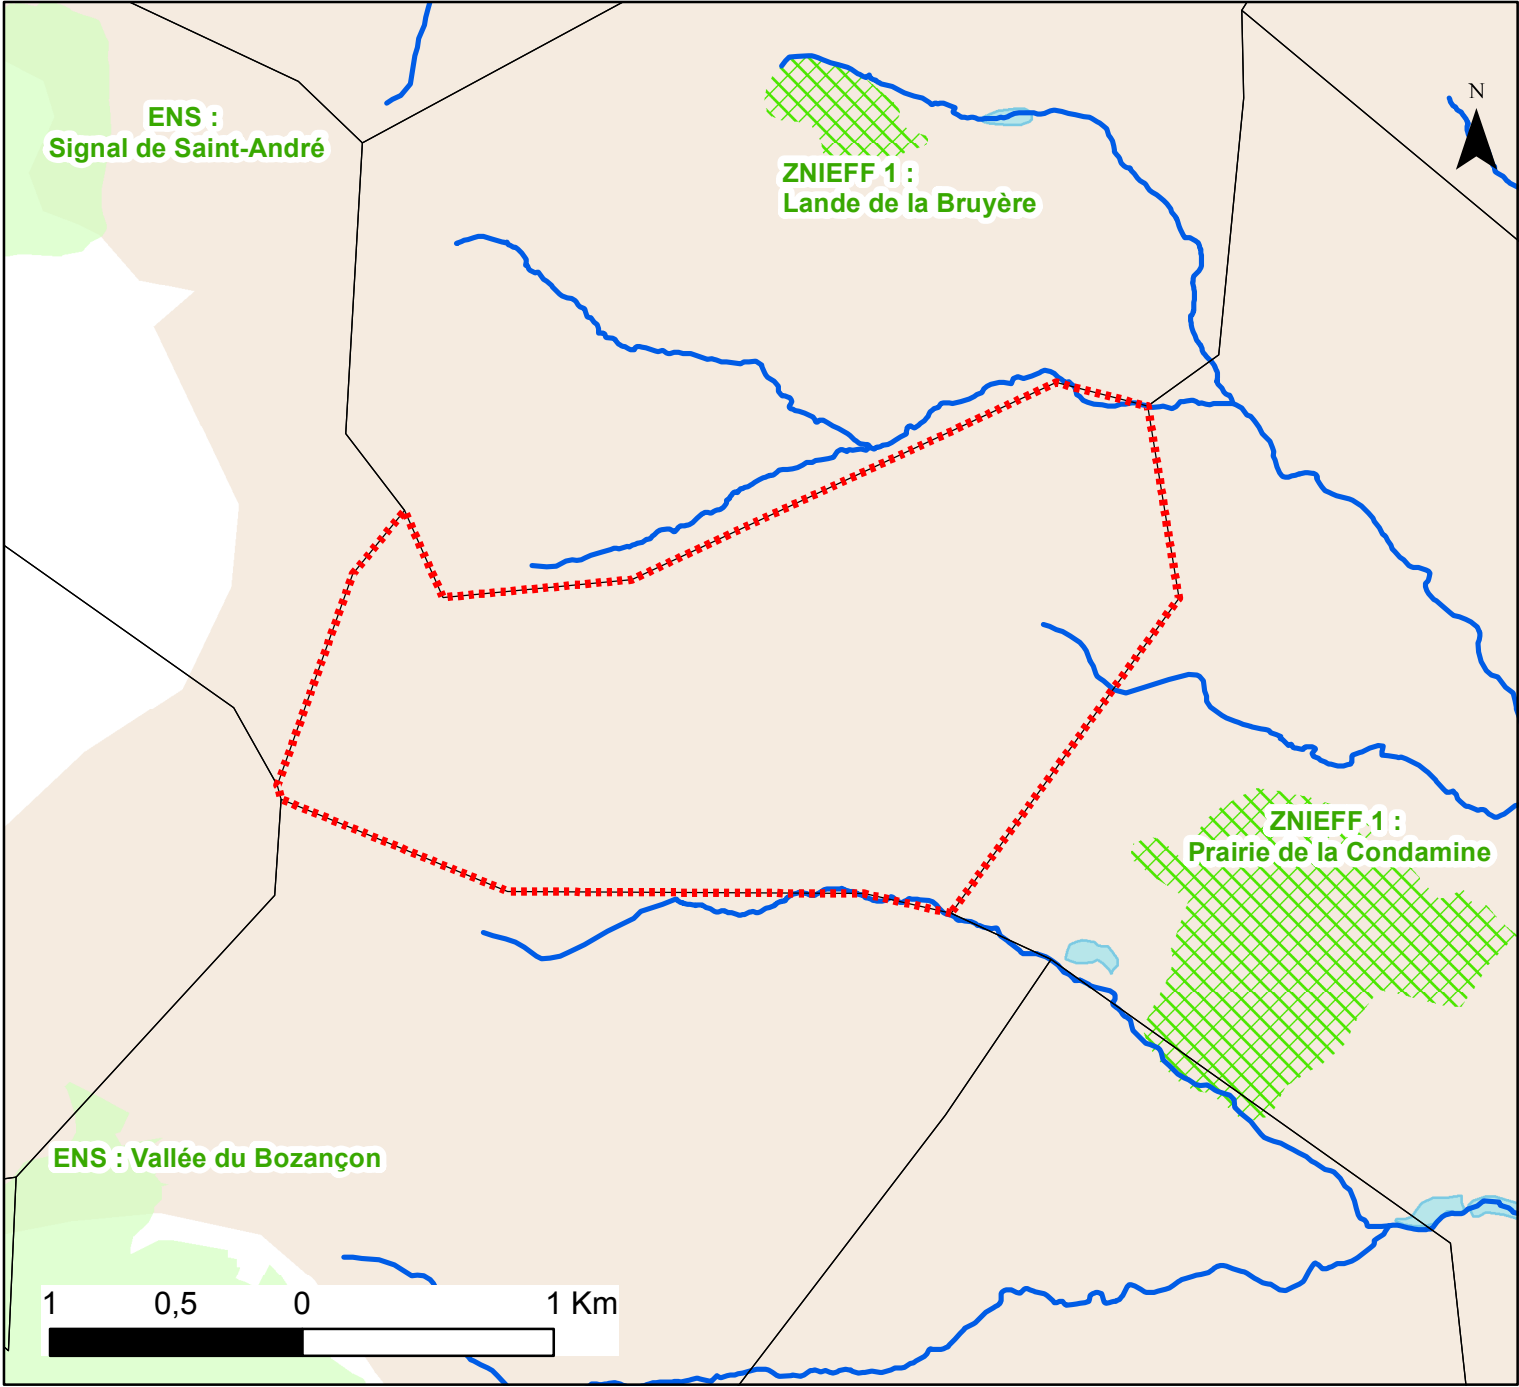 N
ENS :
Signal de Saint-André
ZNIEFF 1 :
Lande de la Bruyère
ZNIEFF 1 :
Prairie de la Condamine
ENS : Vallée du Bozançon
1 0,5 0 1 Km